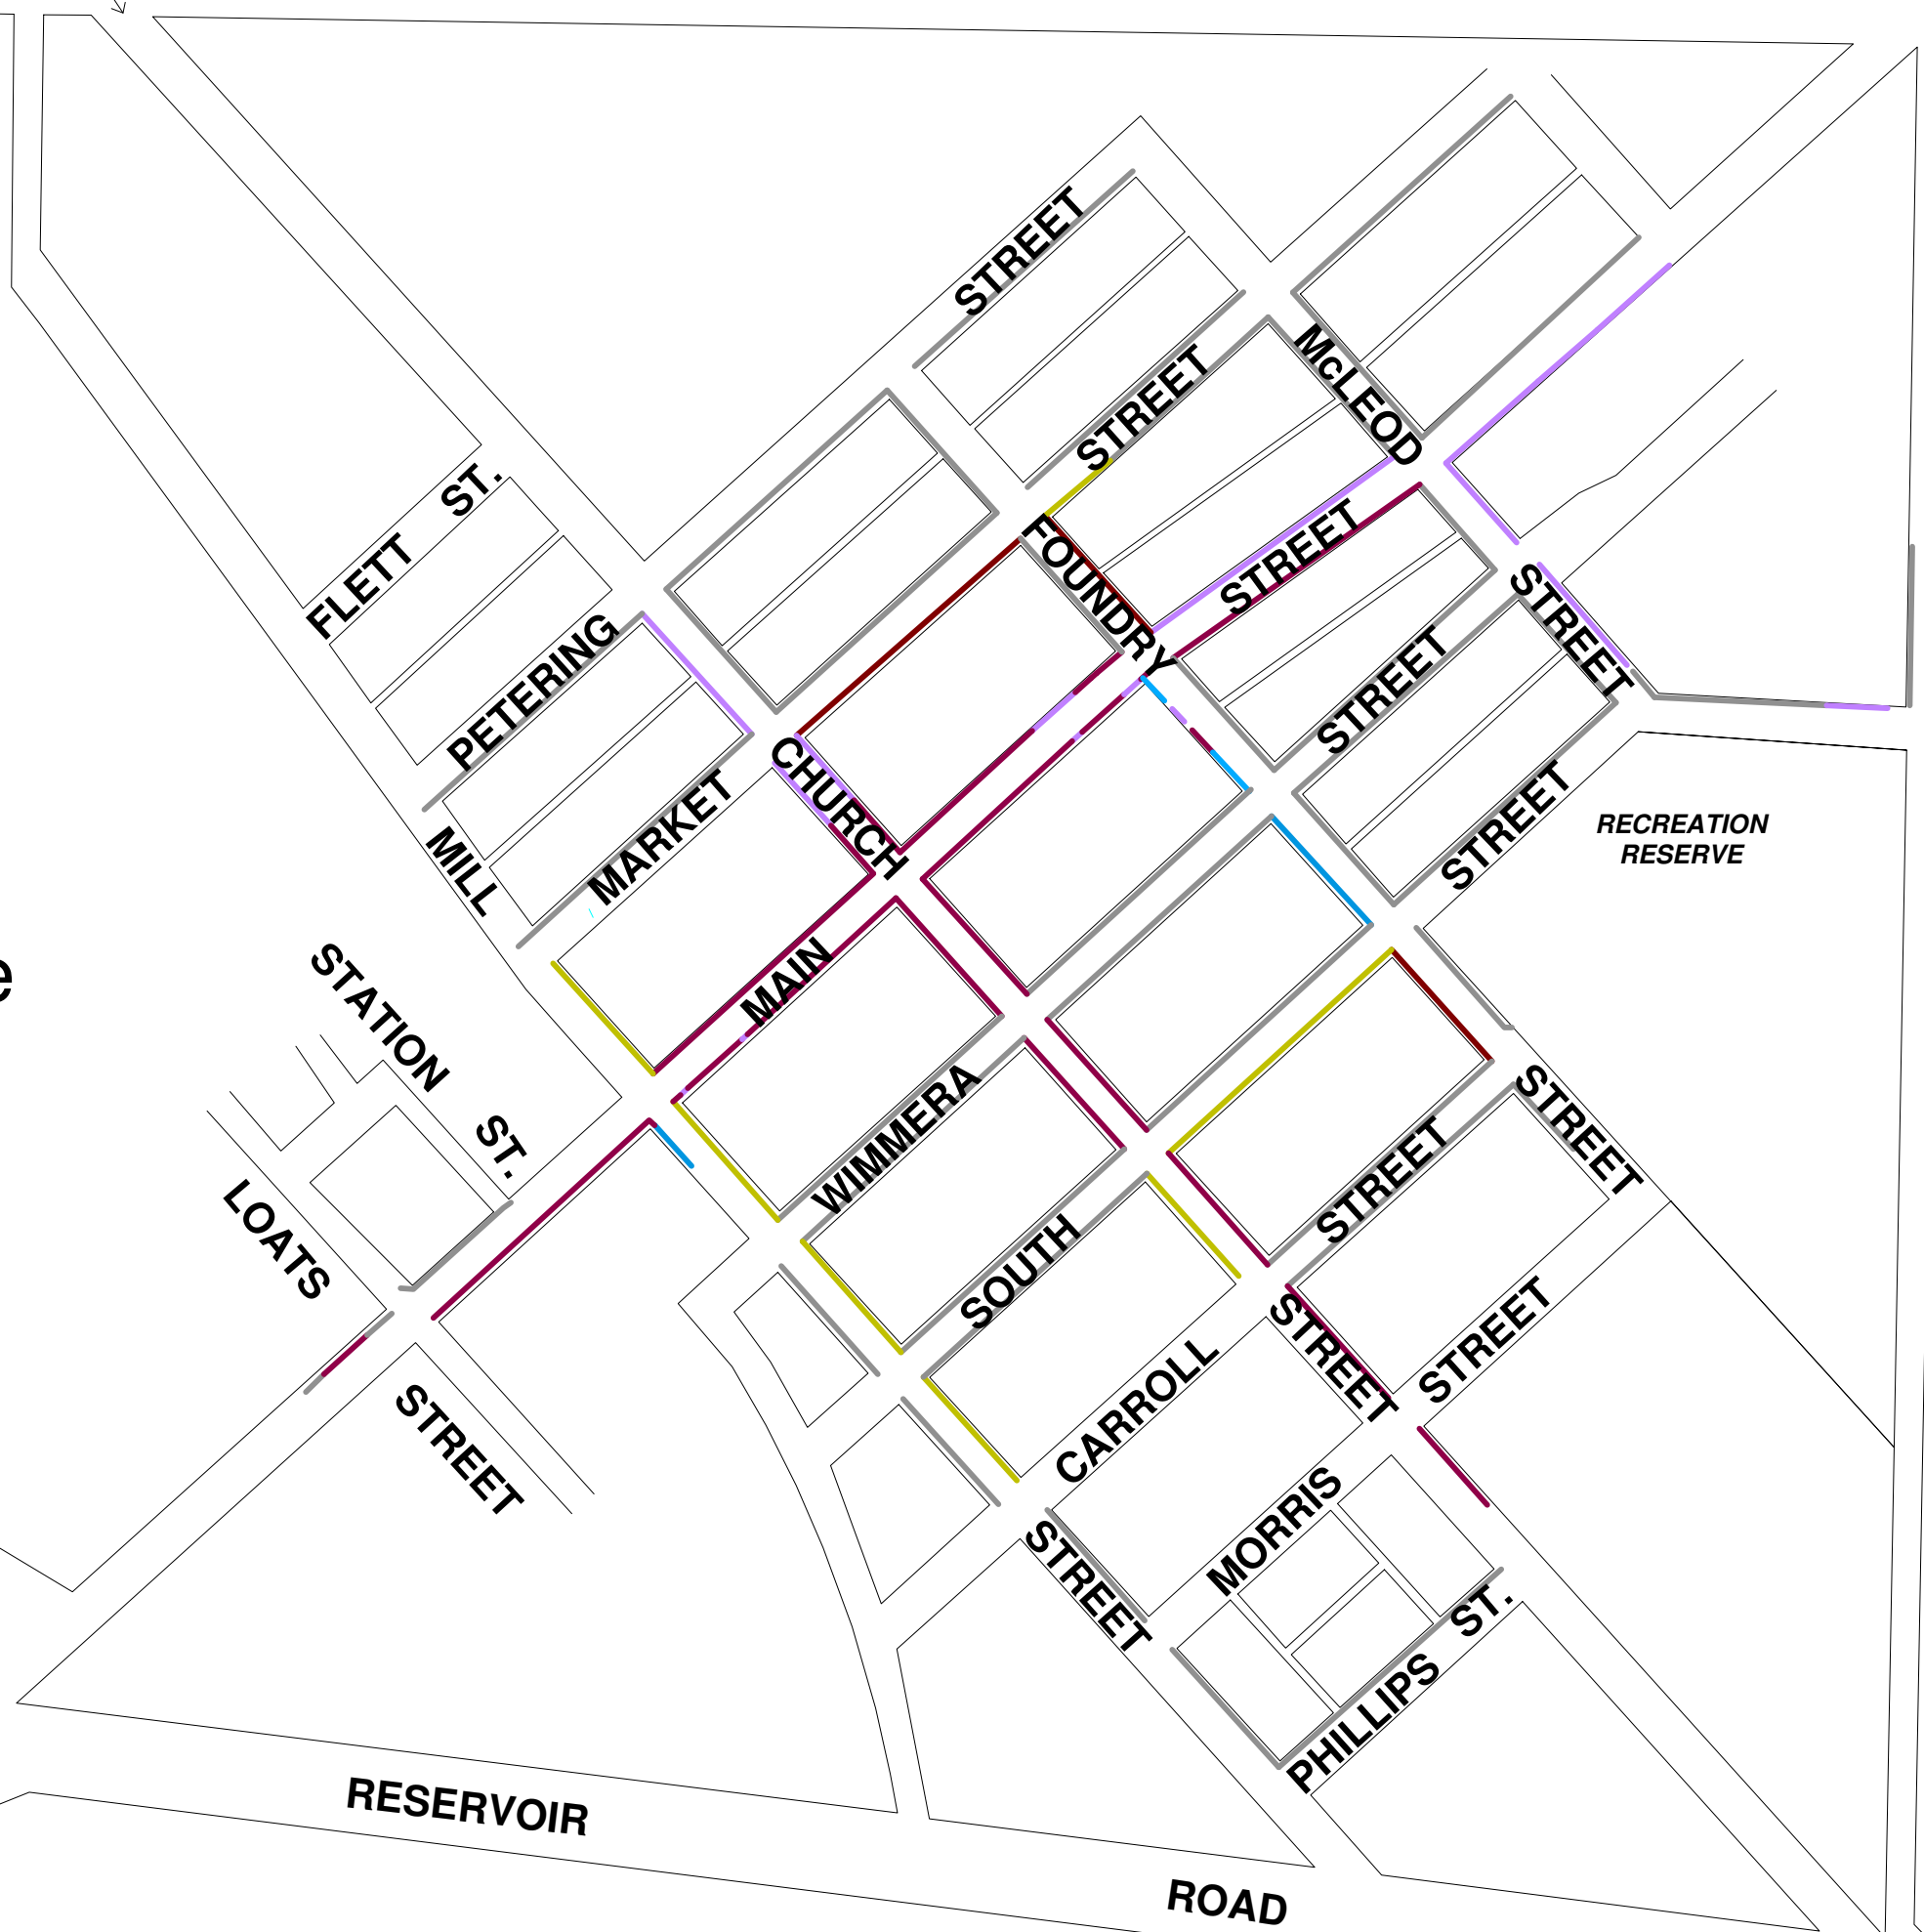 STREET
STREET
McLEOD
FLETT ST.
FOUNDRY
STREET
STREET
PETERING
STREET
CHURCH
MARKET
STREET
RECREATION
RESERVE
MILL
MAIN
e
STATION ST.
WIMMERA
STREET
STREET
LOATS
SOUTH
STREET
STREET
CARROLL
STREET
MORRIS
STREET
PHILLIPS ST.
RESERVOIR ROAD